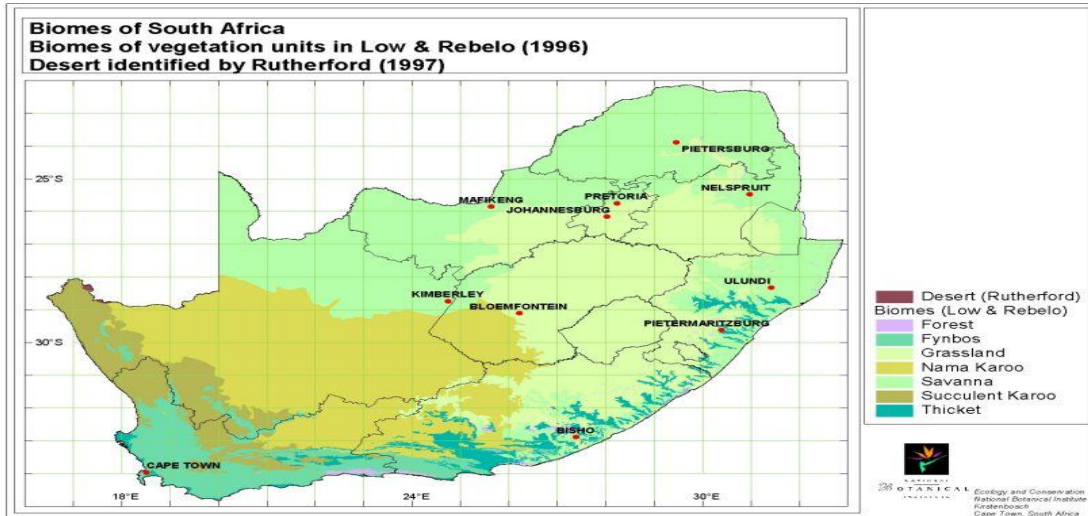 Biomes of South Africa
Biomes of vegetation units in Low & Rebelo (1996)
Desert identified by Rutherford (1997)
PIETERSBURG
25°S
NELSPRUIT
PRETORIA
MAFIKENG
JOHANNESBURG
ULUNDI
KIMBERLEY
BLOEMFONTEIN
PIETERMARITZBURG
30°S
BISHO
CAPE TOWN
18°E
24°E
30°E
Desert (Rutherford)
Biomes (Low & Rebelo)
Forest
Fynbos
Grassland
Nama Karoo
Savanna
Succulent Karoo
Thicket
NATIONAL
BOTANICAL
INSTITUTE
Ecology and Conservation
National Botanical Institute
Kirstenbosch
Cape Town, South Africa